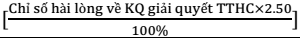 [Chỉ số hài lòng về KQ giải quyết TTHC×2.50]
100%